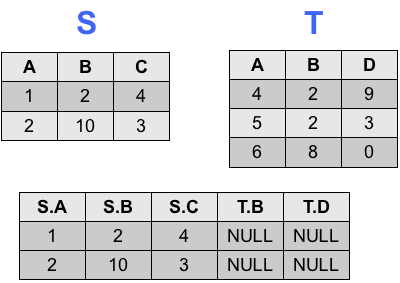 S T
A B C
1 2 4
2 10 3
A B D
4 2 9
5 2 3
6 8 0
S.A S.B S.C T.B T.D
1 2 4 NULL NULL
2 10 3 NULL NULL